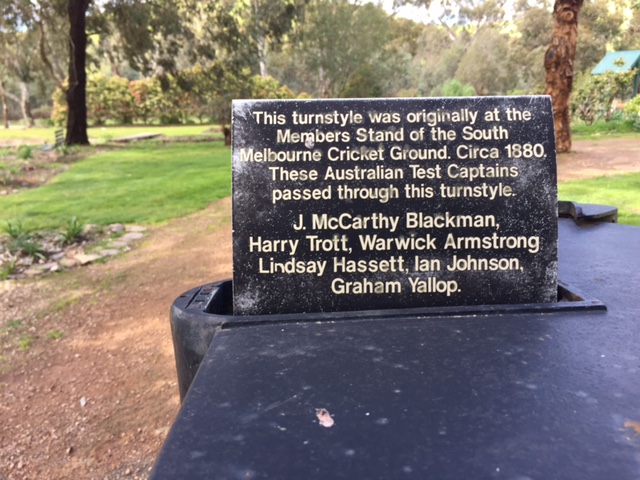 This turnstyle was originally at the
Members Stand of the South
Melbourne Cricket Ground. Circa 1880.
These Australian Test Captains
passed through this turnstyle.
J. McCarthy Blackman,
Harry Trott, Warwick Armstrong
Lindsay Hassett, Ian Johnson,
Graham Yallop.